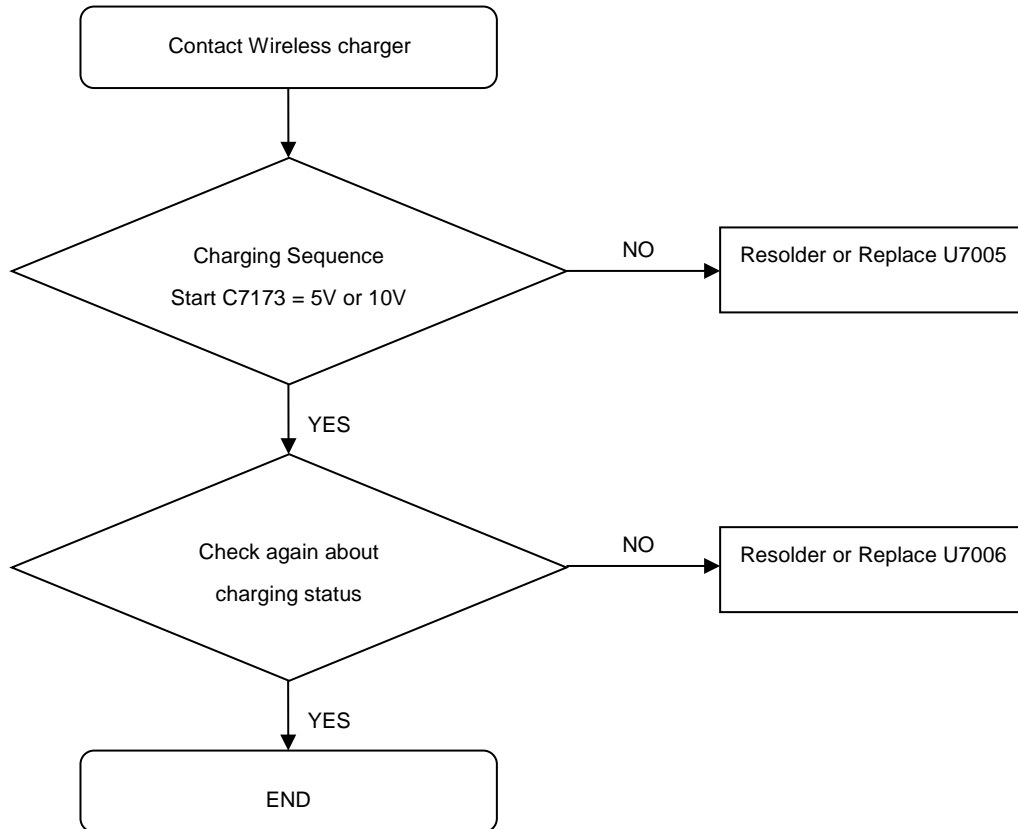 Contact Wireless charger
Charging Sequence
Start C7173 = 5V or 10V
NO
Resolder or Replace U7005
YES
Check again about
charging status
NO
Resolder or Replace U7006
YES
END